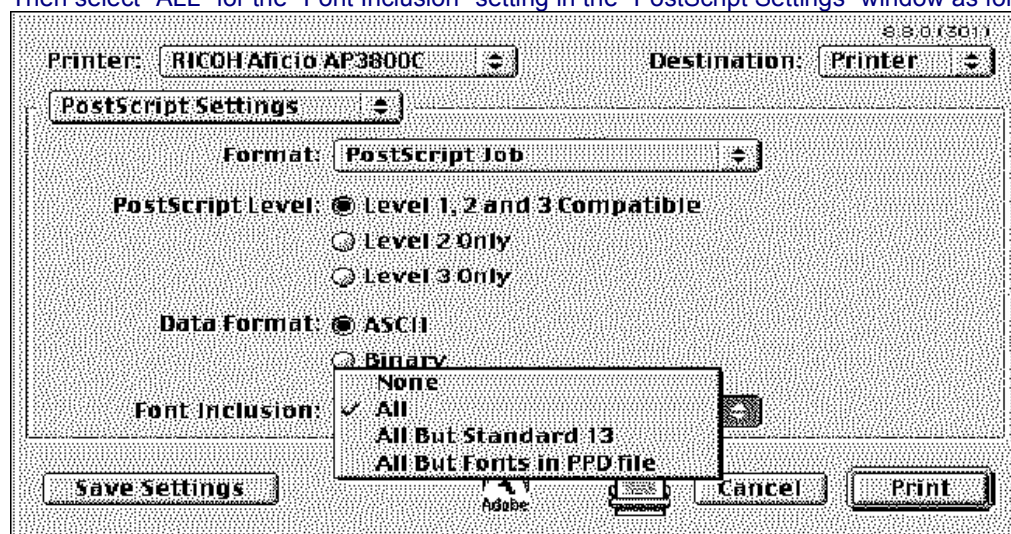 Then select "ALL" for the "Font Inclusion" setting in the "PostScript Settings" window as fol
8.8.0 (301)
Printer: RICOH Aficio AP3800C Destination: Printer
PostScript Settings
Format: PostScript Job
PostScript Level: Level 1, 2 and 3 Compatible
Level 2 Only
Level 3 Only
Data Format: ASCII
Binary
None
Font Inclusion: ✓ All
All But Standard 13
All But Fonts in PPD file
Save Settings Adobe Cancel Print